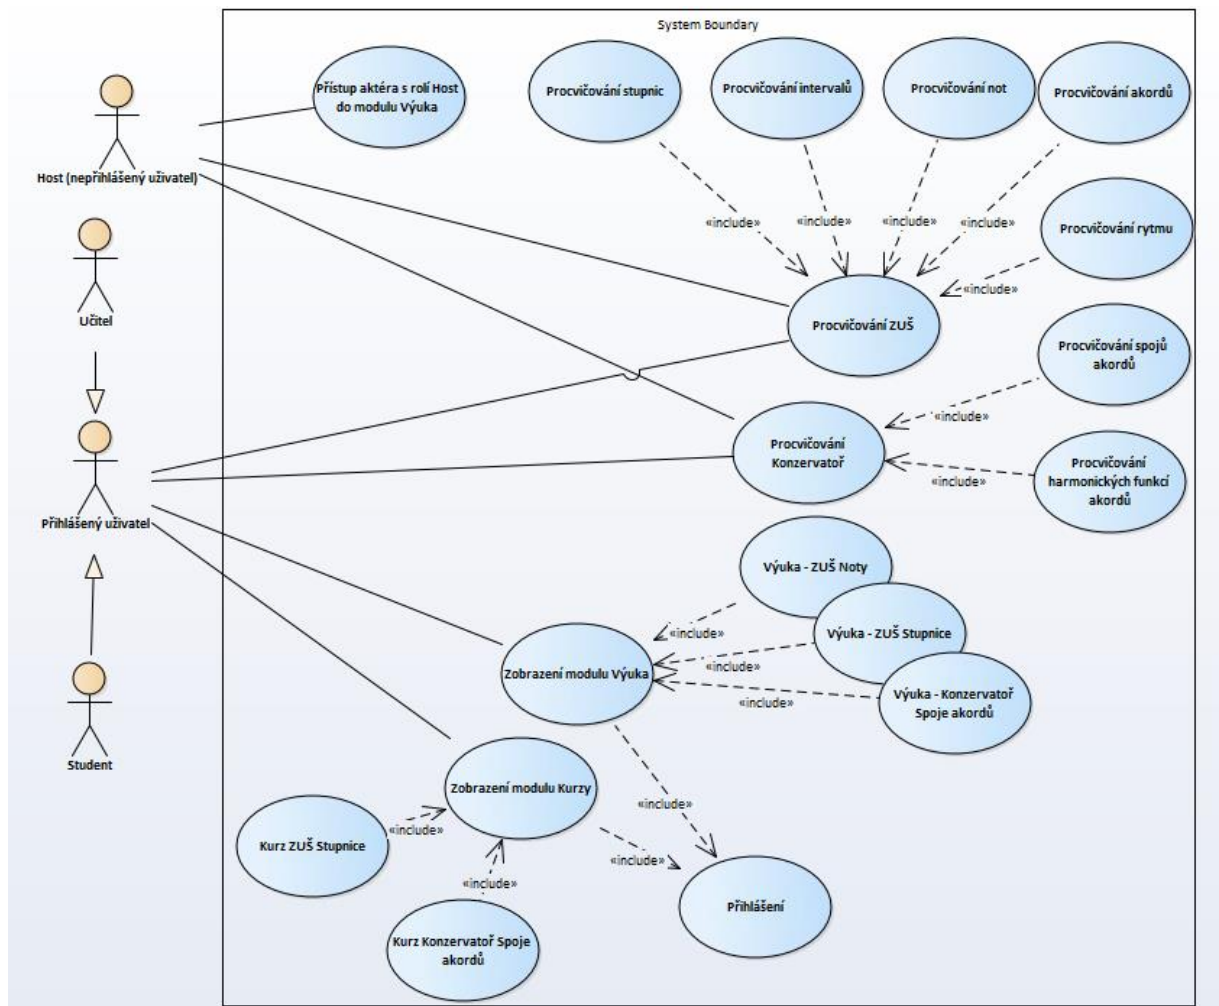 System Boundary
Přístup aktéra s rolí Host
do modulu Výuka
Procvičování stupnic
Procvičování intervalů
Procvičování not
Procvičování akordů
Host (nepřihlášený uživatel)
Procvičování rytmu
«include»
«include»
«include»
«include»
«include»
Učitel
Procvičování ZUŠ
Procvičování spojů
akordů
«include»
Procvičování
Konzervatoř
Procvičování
harmonických funkcí
akordů
«include»
Přihlášený uživatel
Výuka - ZUŠ Noty
«include»
Výuka - ZUŠ Stupnice
«include»
Zobrazení modulu Výuka
Výuka - Konzervatoř
Spoje akordů
«include»
Student
Zobrazení modulu Kurzy
«include»
«include»
Kurz ZUŠ Stupnice
«include»
«include»
Přihlášení
Kurz Konzervatoř Spoje
akordů